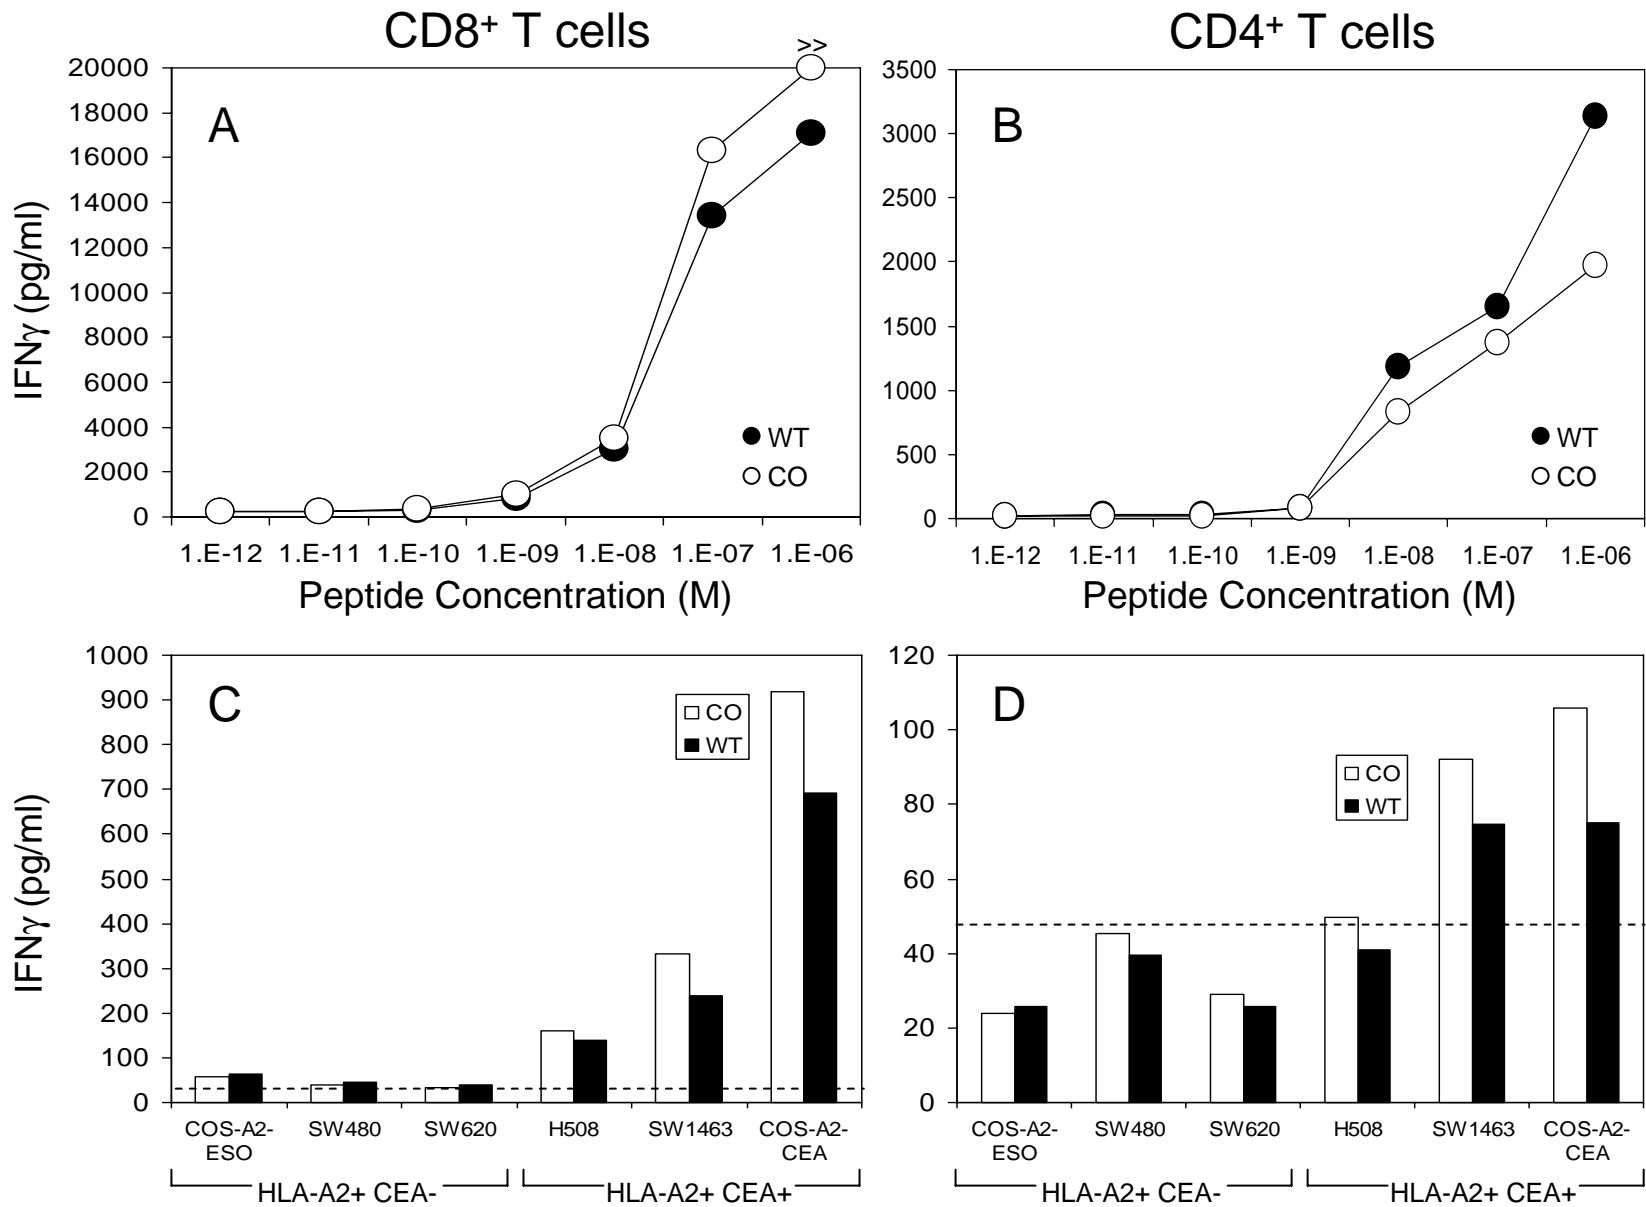 CD8+ T cells
CD4+ T cells
>>
A
20000
18000
16000
14000
12000
10000
8000
6000
4000
2000
0
IFNγ (pg/ml)
WT
CO
1.E-12 1.E-11 1.E-10 1.E-09 1.E-08 1.E-07 1.E-06
Peptide Concentration (M)
B
3500
3000
2500
2000
1500
1000
500
0
WT
CO
1.E-12 1.E-11 1.E-10 1.E-09 1.E-08 1.E-07 1.E-06
Peptide Concentration (M)
C
1000
900
800
700
600
500
400
300
200
100
0
IFNγ (pg/ml)
CO
WT
COS-A2-
ESO
SW480
SW620
H508
SW1463
COS-A2-
CEA
HLA-A2+ CEA-
HLA-A2+ CEA+
D
120
100
80
60
40
20
0
CO
WT
COS-A2-
ESO
SW480
SW620
H508
SW1463
COS-A2-
CEA
HLA-A2+ CEA-
HLA-A2+ CEA+